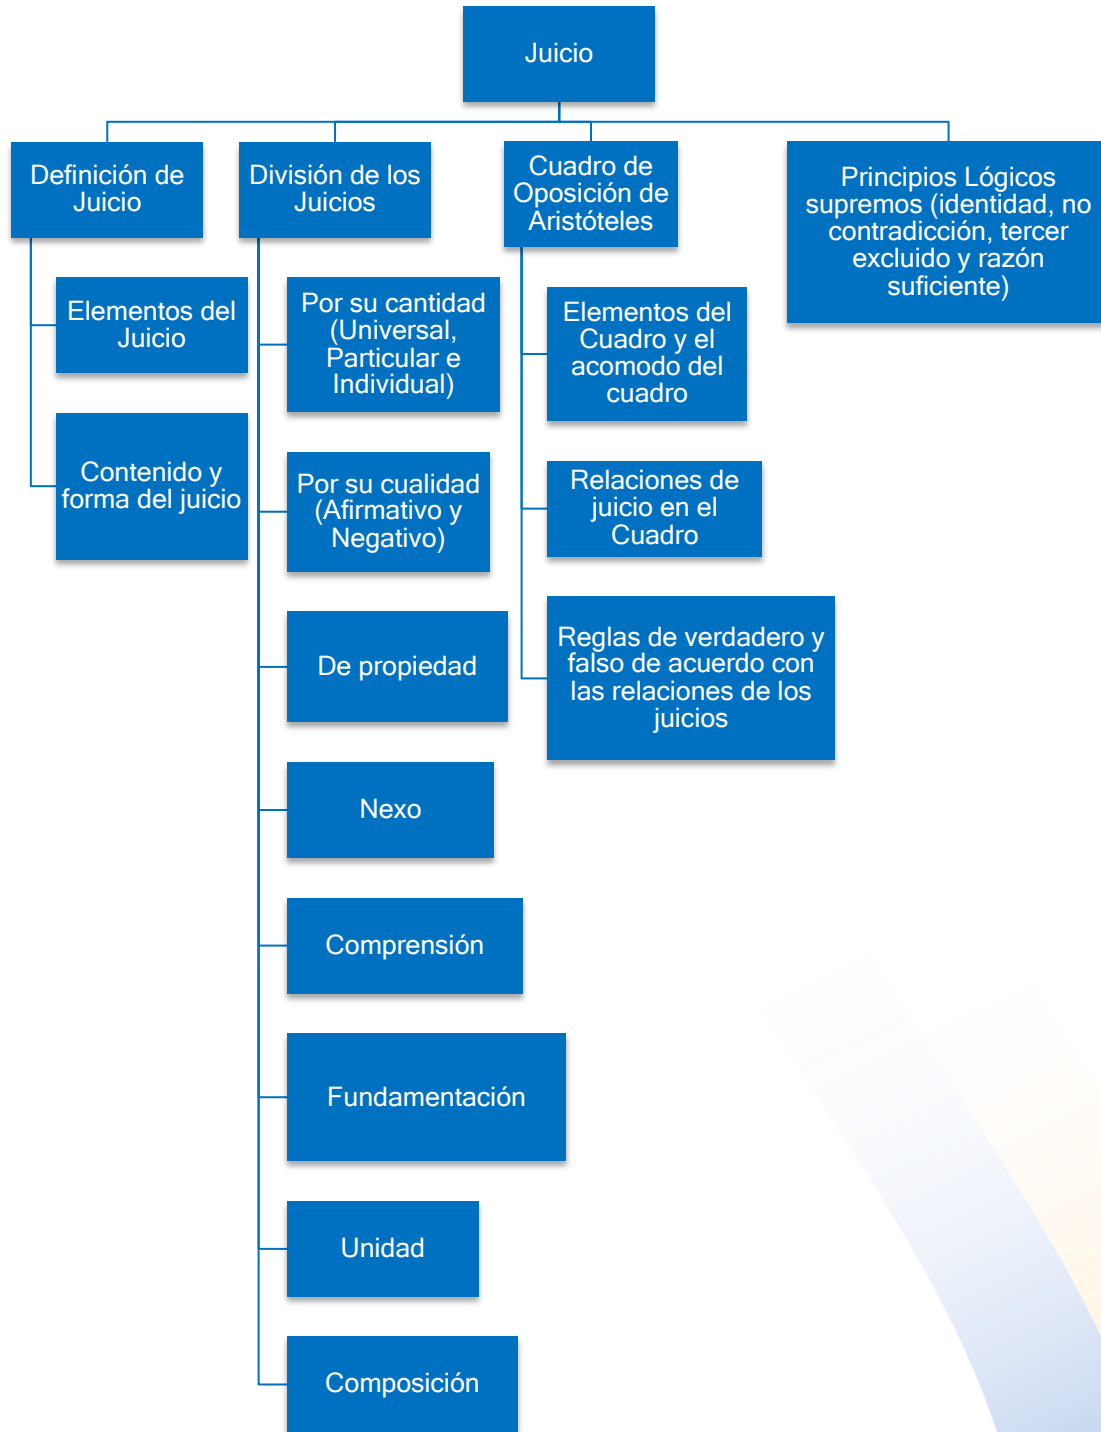 Juicio
Definición de
Juicio
Elementos del
Juicio
Contenido y
forma del juicio
División de los
Juicios
Por su cantidad
(Universal,
Particular e
Individual)
Por su cualidad
(Afirmativo y
Negativo)
De propiedad
Nexo
Comprensión
Fundamentación
Unidad
Composición
Cuadro de
Oposición de
Aristóteles
Elementos del
Cuadro y el
acomodo del
cuadro
Relaciones de
juicio en el
Cuadro
Reglas de verdadero y
falso de acuerdo con
las relaciones de los
juicios
Principios Lógicos
supremos (identidad, no
contradicción, tercer
excluido y razón
suficiente)